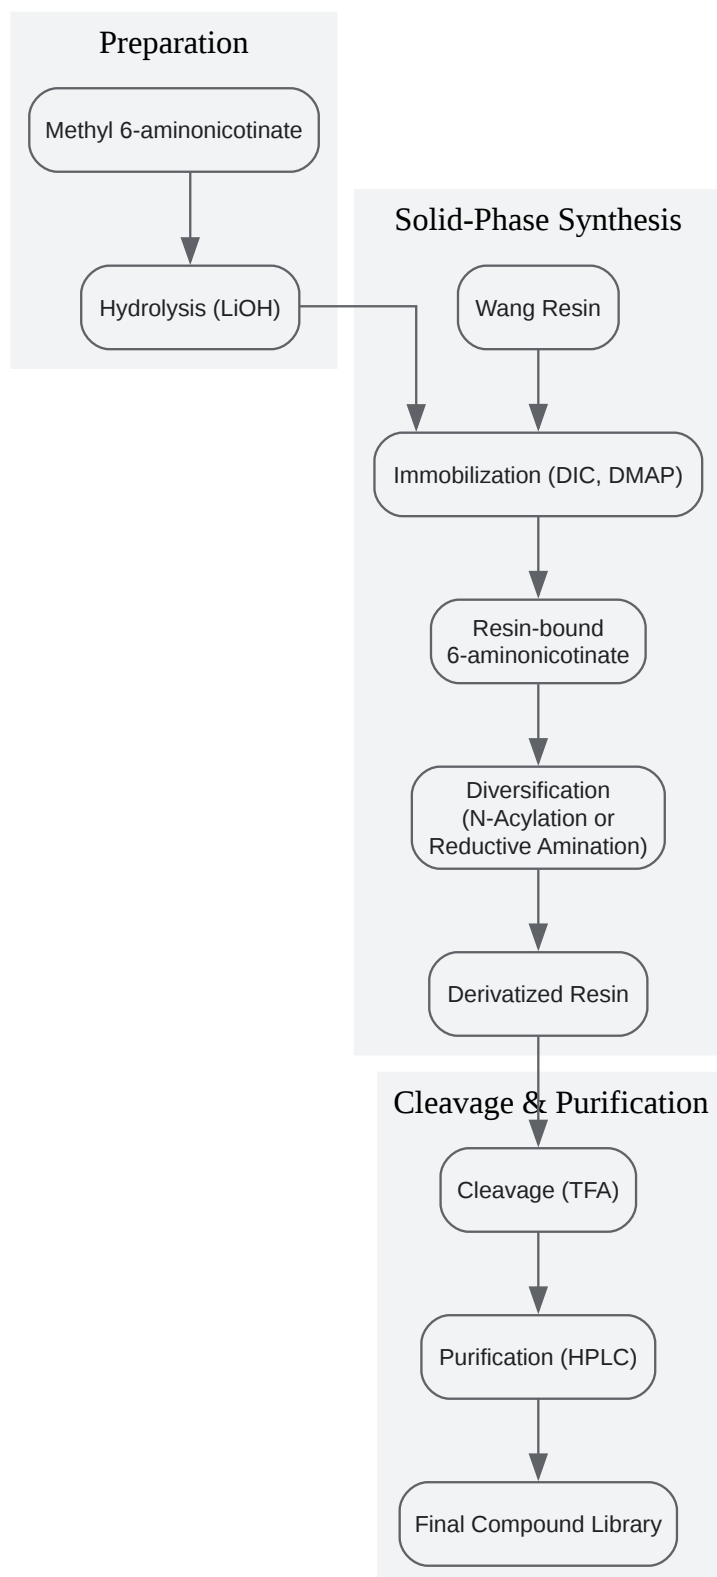 Preparation
Methyl 6-aminonicotinate
Hydrolysis (LiOH)
Solid-Phase Synthesis
Wang Resin
Immobilization (DIC, DMAP)
Resin-bound
6-aminonicotinate
Diversification
(N-Acylation or
Reductive Amination)
Derivatized Resin
Cleavage & Purification
Cleavage (TFA)
Purification (HPLC)
Final Compound Library